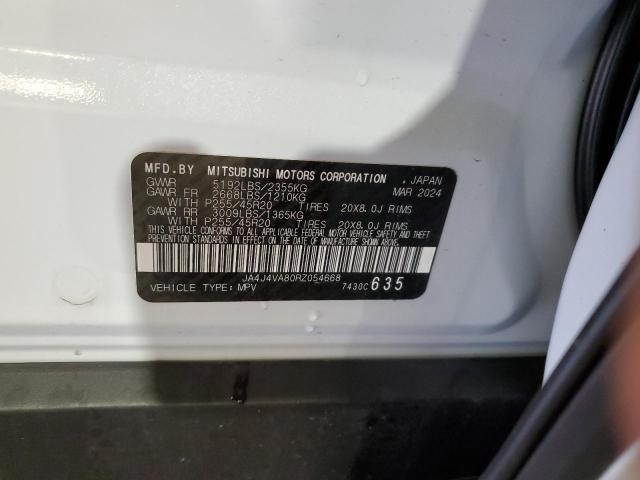 MFD.BY MITSUBISHI MOTORS CORPORATION , JAPAN
GVWR 5192LBS/2355KG MAR 2024
GAWR FR 2668LBS/1210KG
WITH P255/45R20 TIRES 20X8.0J RIMS
GAWR RR 3009LBS/1365KG
WITH P255/45R20 TIRES 20X8.0J RIMS
THIS VEHICLE CONFORMS TO ALL APPLICABLE FEDERAL MOTOR VEHICLE SAFETY, BUMPER, AND THEFT
PREVENTION STANDARDS IN EFFECT ON THE DATE OF MANUFACTURE SHOWN ABOVE.
JA4J4VA80RZ054668
VEHICLE TYPE: MPV 7430C 635